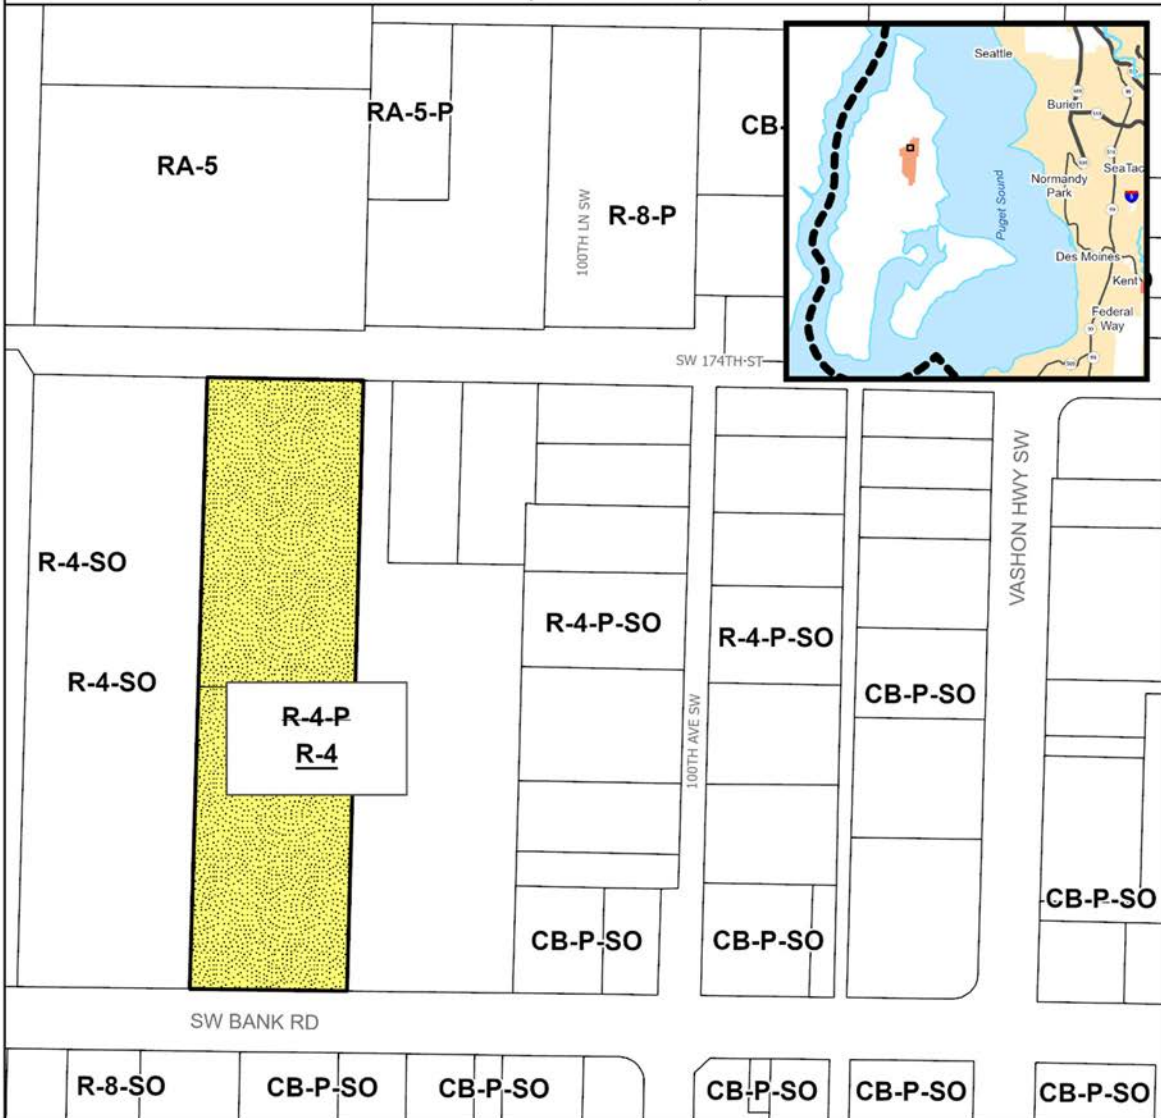 RA-5
RA-5-P
100TH LN SW
R-8-P
CB-
Seattle
Burien
Normandy
Park
SeaTac
Puget Sound
Des Moines
Kent
Federal
Way
SW 174TH ST
R-4-SO
R-4-SO
R-4-P
R-4
R-4-P-SO
100TH AVE SW
R-4-P-SO
CB-P-SO
VASHON HWY SW
CB-P-SO
CB-P-SO
CB-P-SO
SW BANK RD
R-8-SO
CB-P-SO
CB-P-SO
CB-P-SO
CB-P-SO
CB-P-SO